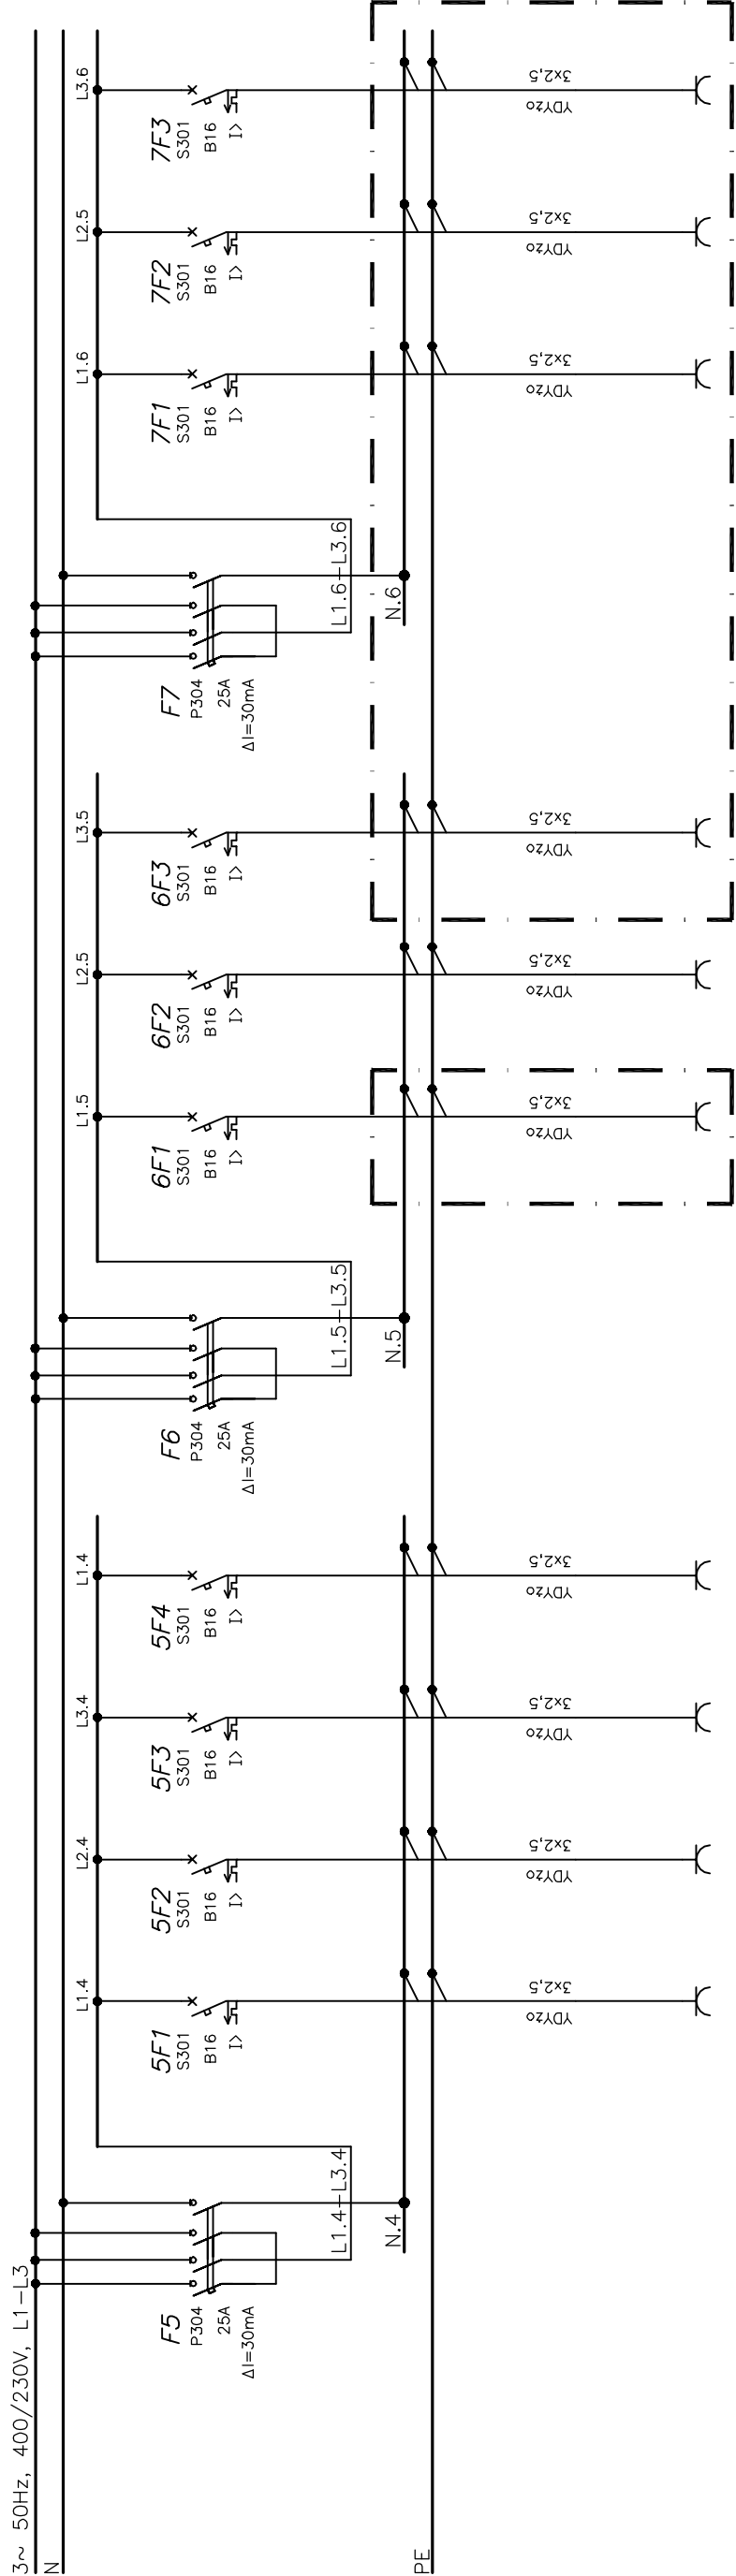 3~ 50Hz, 400/230V, L1-L3
N
PE
F5
P304
25A
ΔI=30mA
L1.4-L3.4
N.4
L1.4
5F1
S301
B16
I>
YDYżo
3x2,5
L2.4
5F2
S301
B16
I>
YDYżo
3x2,5
L3.4
5F3
S301
B16
I>
YDYżo
3x2,5
L1.4
5F4
S301
B16
I>
YDYżo
3x2,5
F6
P304
25A
ΔI=30mA
L1.5-L3.5
N.5
L1.5
6F1
S301
B16
I>
YDYżo
3x2,5
L2.5
6F2
S301
B16
I>
YDYżo
3x2,5
L3.5
6F3
S301
B16
I>
YDYżo
3x2,5
F7
P304
25A
ΔI=30mA
L1.6-L3.6
N.6
L1.6
7F1
S301
B16
I>
YDYżo
3x2,5
L2.5
7F2
S301
B16
I>
YDYżo
3x2,5
L3.6
7F3
S301
B16
I>
YDYżo
3x2,5